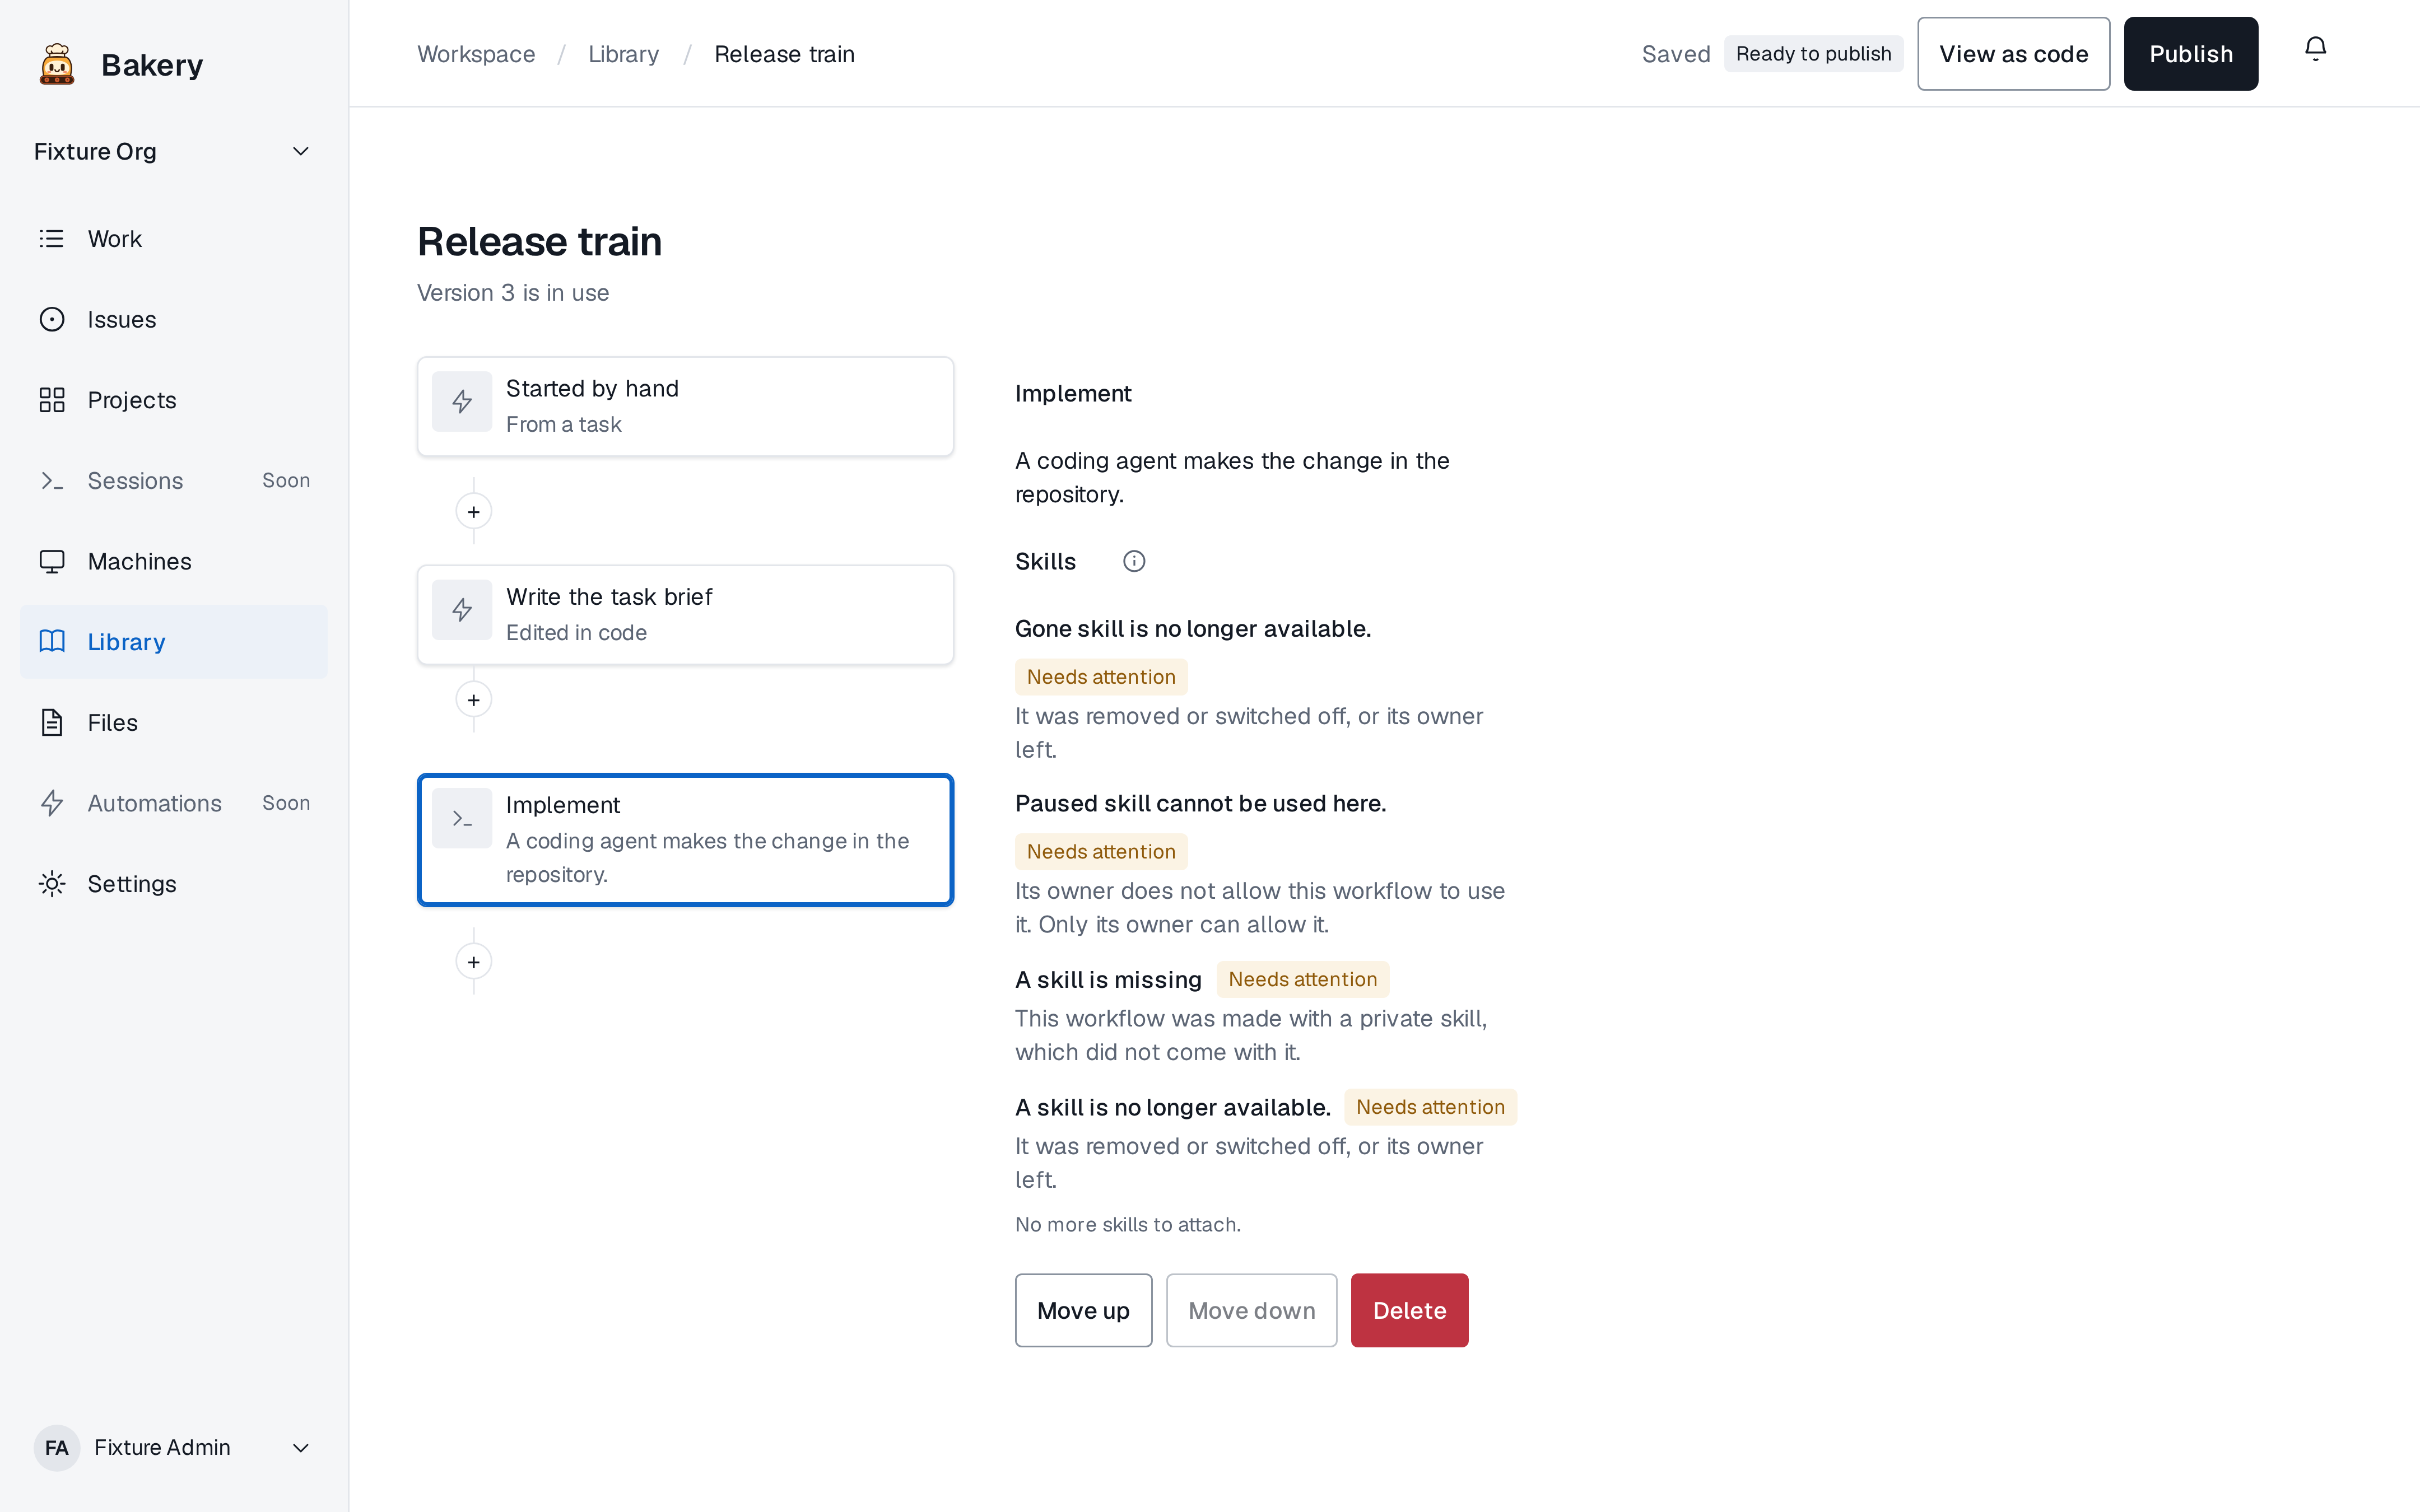 Bakery
Fixture Org
Work
Issues
Projects
Sessions Soon
Machines
Library
Files
Automations Soon
Settings
FA Fixture Admin
Workspace / Library / Release train
Saved Ready to publish View as code Publish
Release train
Version 3 is in use
Started by hand
From a task
+
Write the task brief
Edited in code
+
Implement
A coding agent makes the change in the
repository.
+
Implement
A coding agent makes the change in the
repository.
Skills
Gone skill is no longer available.
Needs attention
It was removed or switched off, or its owner
left.
Paused skill cannot be used here.
Needs attention
Its owner does not allow this workflow to use
it. Only its owner can allow it.
A skill is missing Needs attention
This workflow was made with a private skill,
which did not come with it.
A skill is no longer available. Needs attention
It was removed or switched off, or its owner
left.
No more skills to attach.
Move up Move down Delete